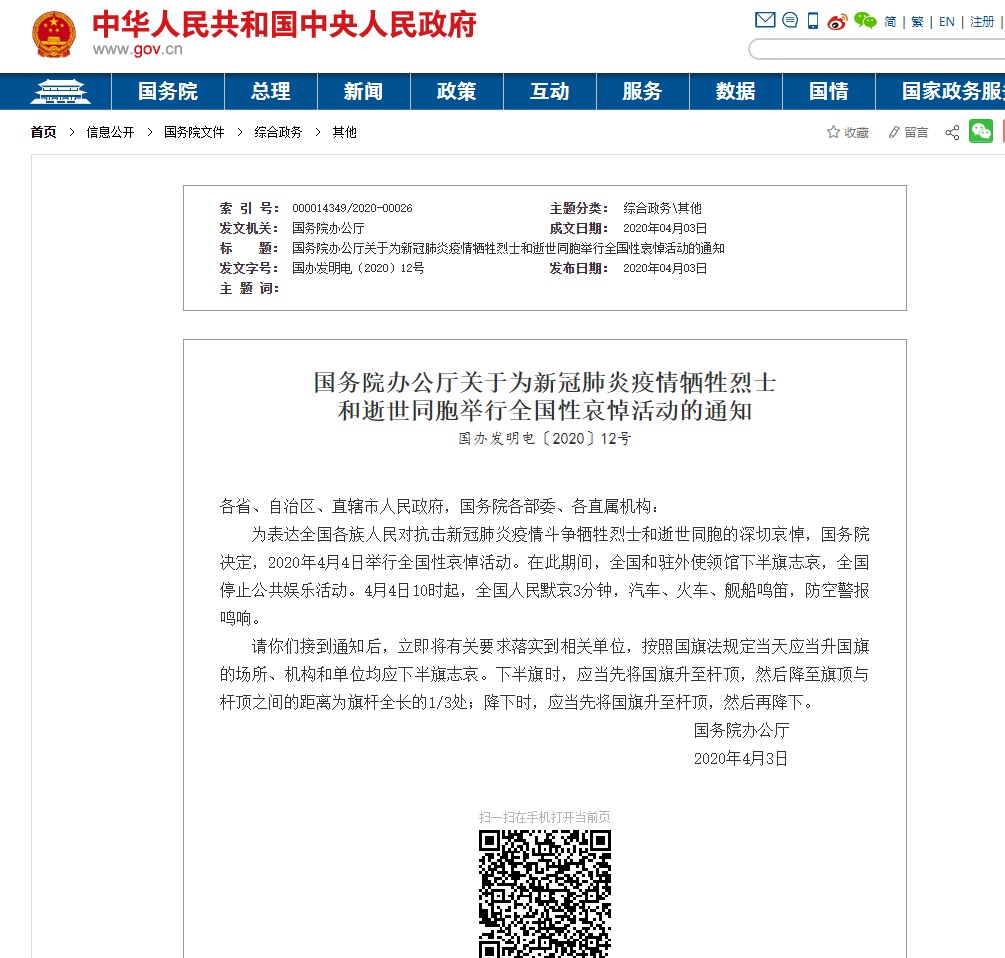 中华人民共和国中央人民政府
www.gov.cn
简 | 繁 | EN | 注册 |
国务院 总理 新闻 政策 互动 服务 数据 国情 国家政务服
首页 > 信息公开 > 国务院文件 > 综合政务 > 其他
收藏 留言
索 引 号： 000014349/2020-00026 主题分类： 综合政务\其他
发文机关： 国务院办公厅 成文日期： 2020年04月03日
标 题： 国务院办公厅关于为新冠肺炎疫情牺牲烈士和逝世同胞举行全国性哀悼活动的通知
发文字号： 国办发明电〔2020〕12号 发布日期： 2020年04月03日
主 题 词：
国务院办公厅关于为新冠肺炎疫情牺牲烈士
和逝世同胞举行全国性哀悼活动的通知
国办发明电〔2020〕12号
各省、自治区、直辖市人民政府，国务院各部委、各直属机构：
为表达全国各族人民对抗击新冠肺炎疫情斗争牺牲烈士和逝世同胞的深切哀悼，国务院
决定，2020年4月4日举行全国性哀悼活动。在此期间，全国和驻外使领馆下半旗志哀，全国
停止公共娱乐活动。4月4日10时起，全国人民默哀3分钟，汽车、火车、舰船鸣笛，防空警报
鸣响。
请你们接到通知后，立即将有关要求落实到相关单位，按照国旗法规定当天应当升国旗
的场所、机构和单位均应下半旗志哀。下半旗时，应当先将国旗升至杆顶，然后降至旗顶与
杆顶之间的距离为旗杆全长的1/3处；降下时，应当先将国旗升至杆顶，然后再降下。
国务院办公厅
2020年4月3日
扫一扫在手机打开当前页